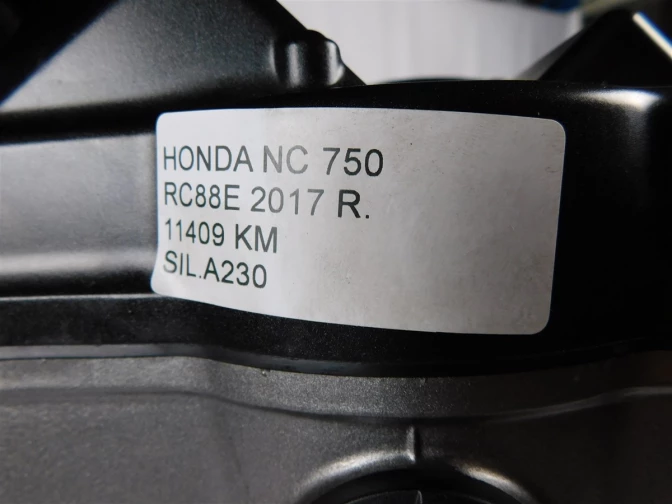 HONDA NC 750
RC88E 2017 R.
11409 KM
SIL.A230